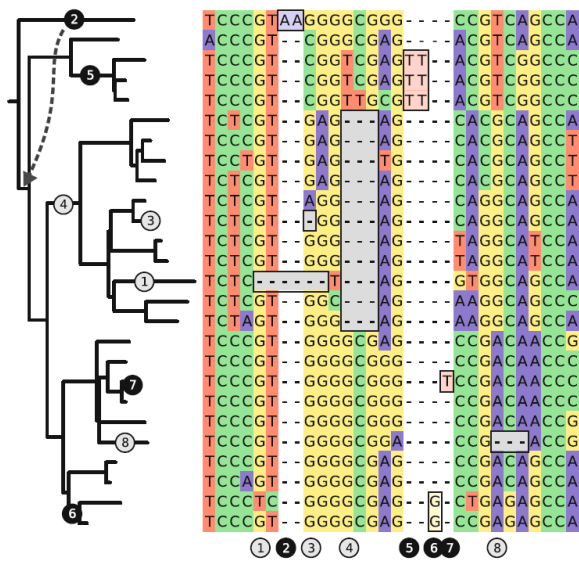 2 TCCCGTAAGGGGCGGG----CCGTCAGCCA
ACCCGT--CGGGCGAG----ACGTCAGCCA
TCCCGT--CGGTCGAGTT--ACGTCGGCCC
5 TCCCGT--CGGTCGAGTT--ACGTCGGCCC
TCCCGT--CGGTTGCGTT--ACGTCGGCCC
TCTCGT--GAG---AG----CACGCAGCCA
TCCCGT--GAG---AG----CACGCAGCCT
TCCTGT--GAG---TG----CACGCAGCCT
TCTCGT--GAG---AG----CACGCAGCCT
4 TCTCGT--AGG---AG----CAGGCAGCCA
3 TCTCGT---GG---AG----CAGGCAGCCA
TCTCGT--GGG---AG----TAGGCATCCA
TCTCGT--GGG---AG----TAGGCATCCA
1 TCTC------T---AG----GTGGCAGCCA
TCTCGT--GGC---AG----AAGGCAGCCA
TCTAGT--GGG---AG----AAGGCAGCCA
TCCCGT--GGGGCGAG----CCGACAACCG
TCCCGT--GGGGCGGG----CCGACAACCC
7 TCCCGT--GGGGCGGG---TCCGACAACCC
TCCCGT--GGGGCGGG----CCGACAACCC
TCCCGT--GGGGCGGG----CCGACAACCG
8 TCCCGT--GGGGCGGA----CCG---ACCG
TCCCGT--GGGGCGAG----CCGACAGCCA
TCCAGT--GGGGCGAG----CCGACAGCCA
6 TCCCTC--GGGGCGAG--G-CTGAGAGCCA
TCCCGT--GGGGCGAG--G-CCGAGAGCCA
1 2 3 4 5 6 7 8